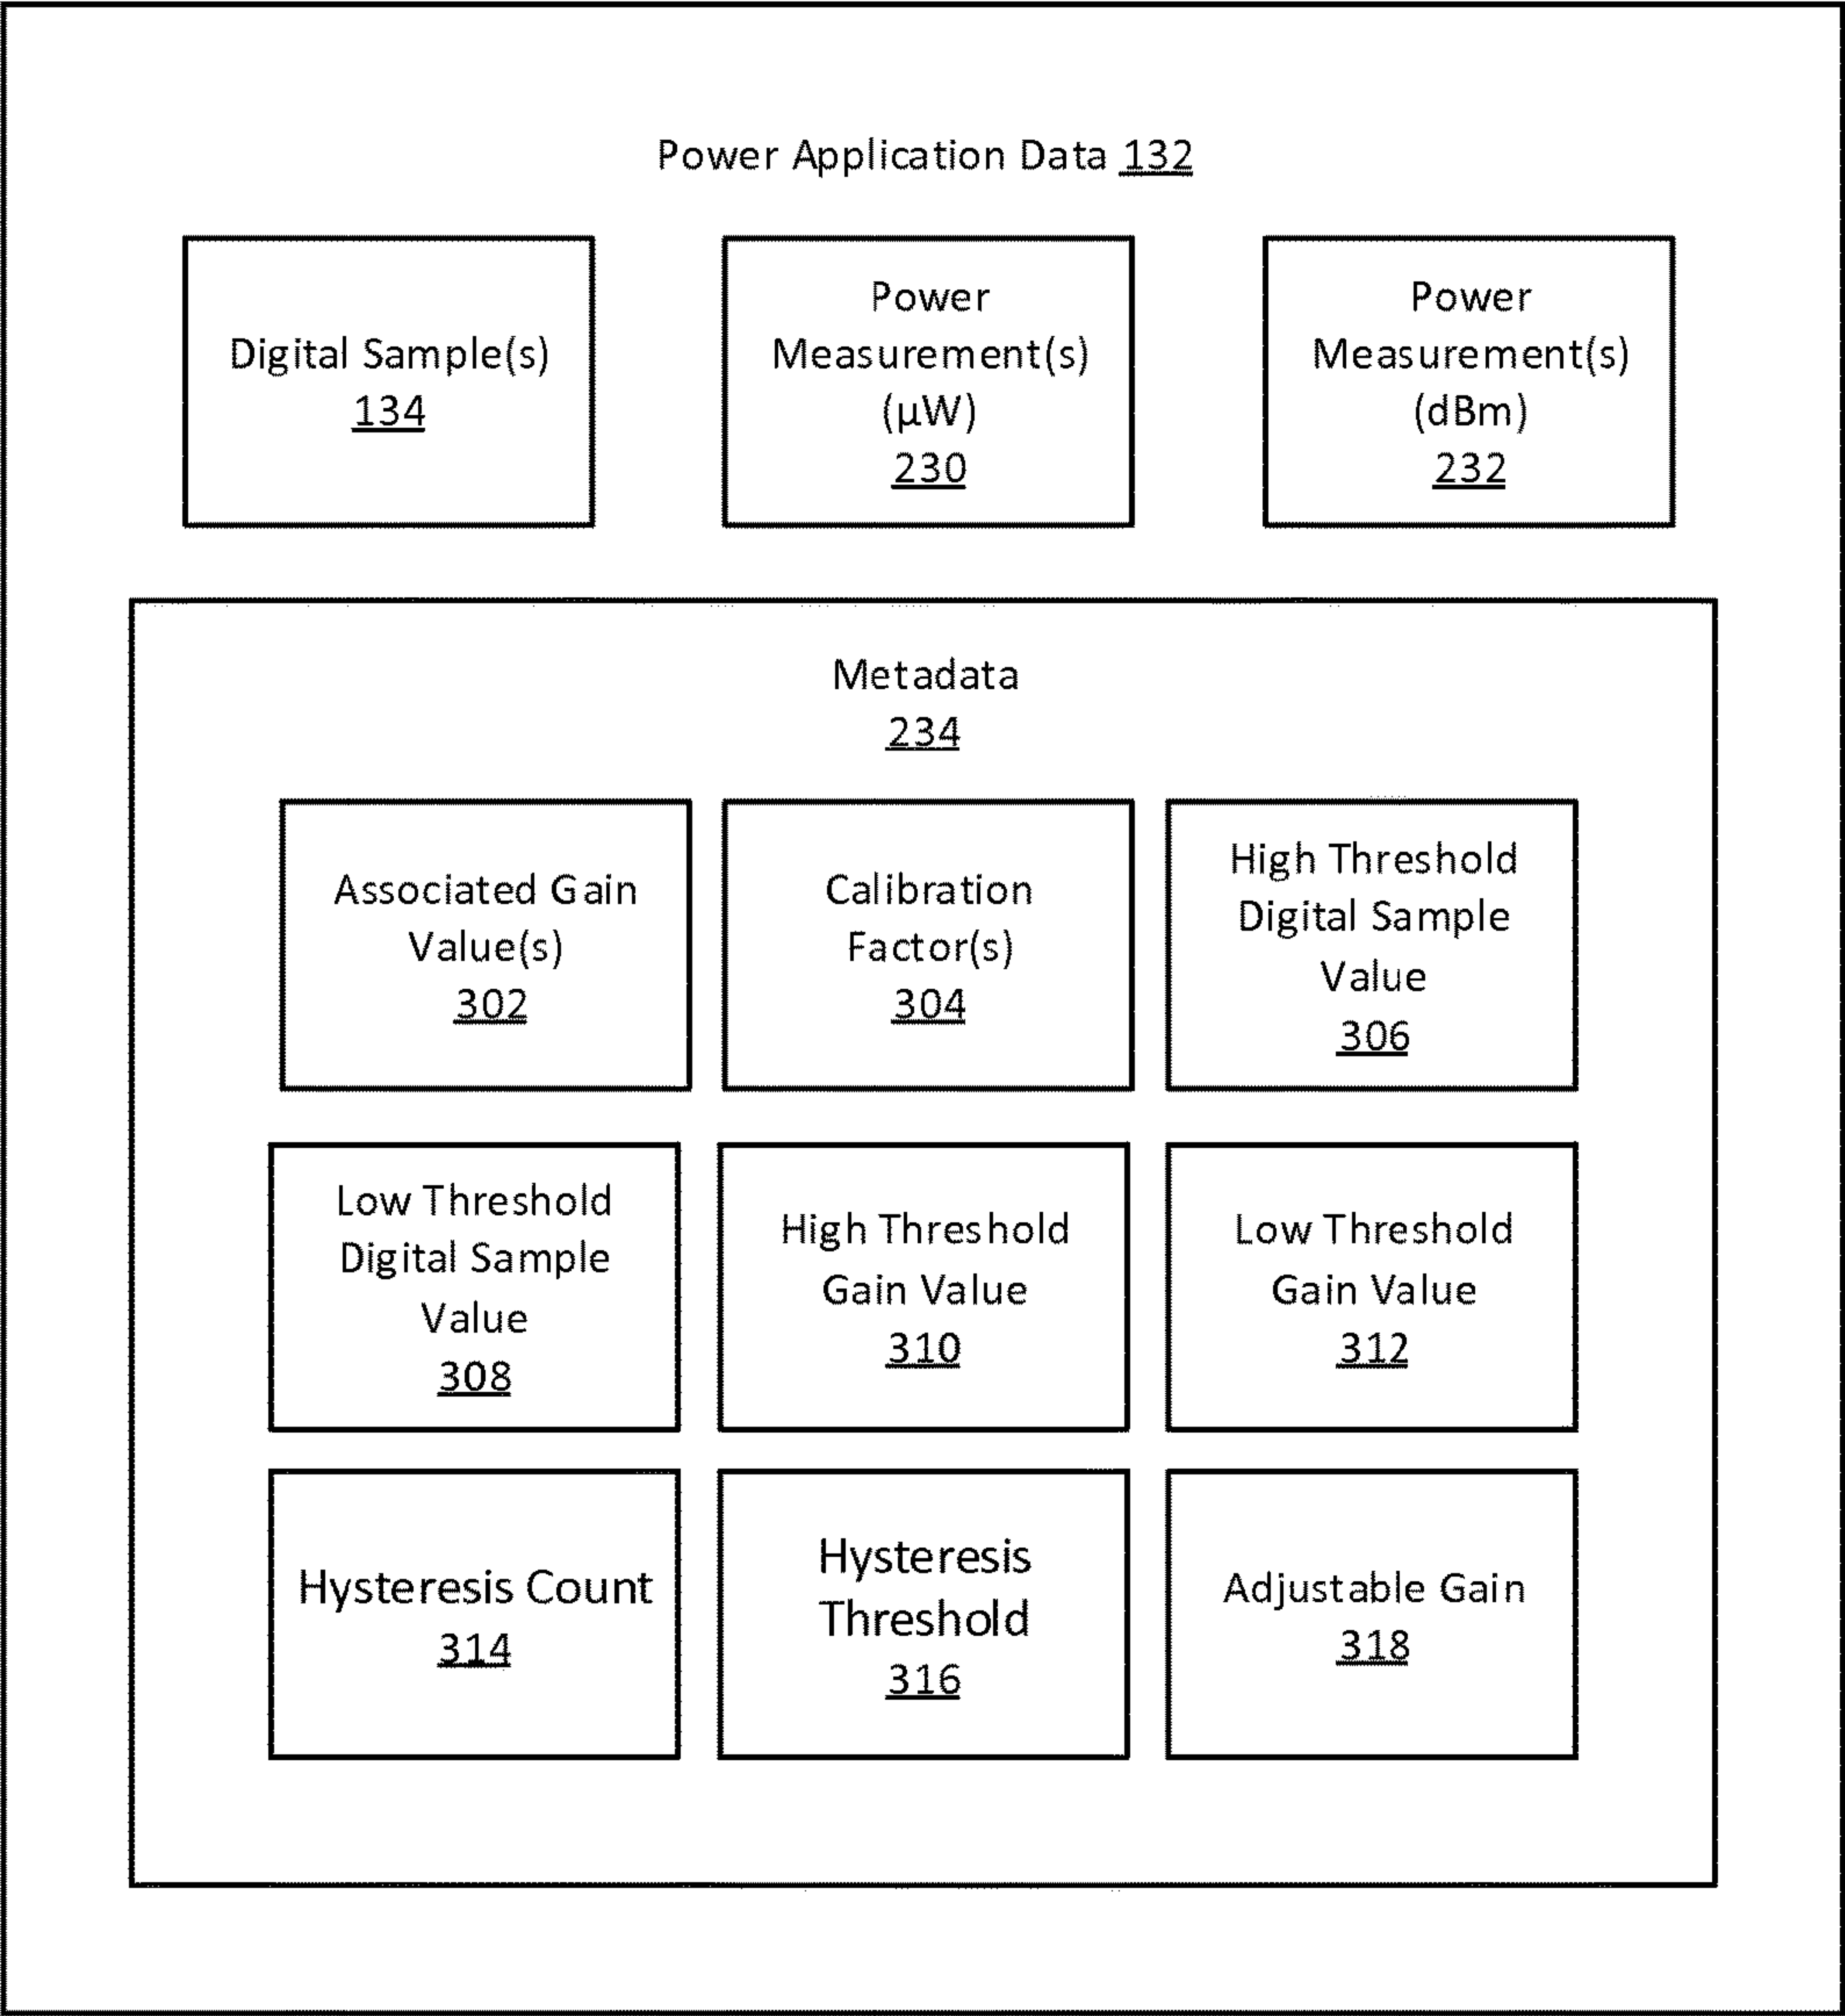 Power Application Data 132
Digital Sample(s)
134
Power
Measurement(s)
(µW)
230
Power
Measurement(s)
(dBm)
232
Metadata
234
Associated Gain
Value(s)
302
Calibration
Factor(s)
304
High Threshold
Digital Sample
Value
306
Low Threshold
Digital Sample
Value
308
High Threshold
Gain Value
310
Low Threshold
Gain Value
312
Hysteresis Count
314
Hysteresis
Threshold
316
Adjustable Gain
318